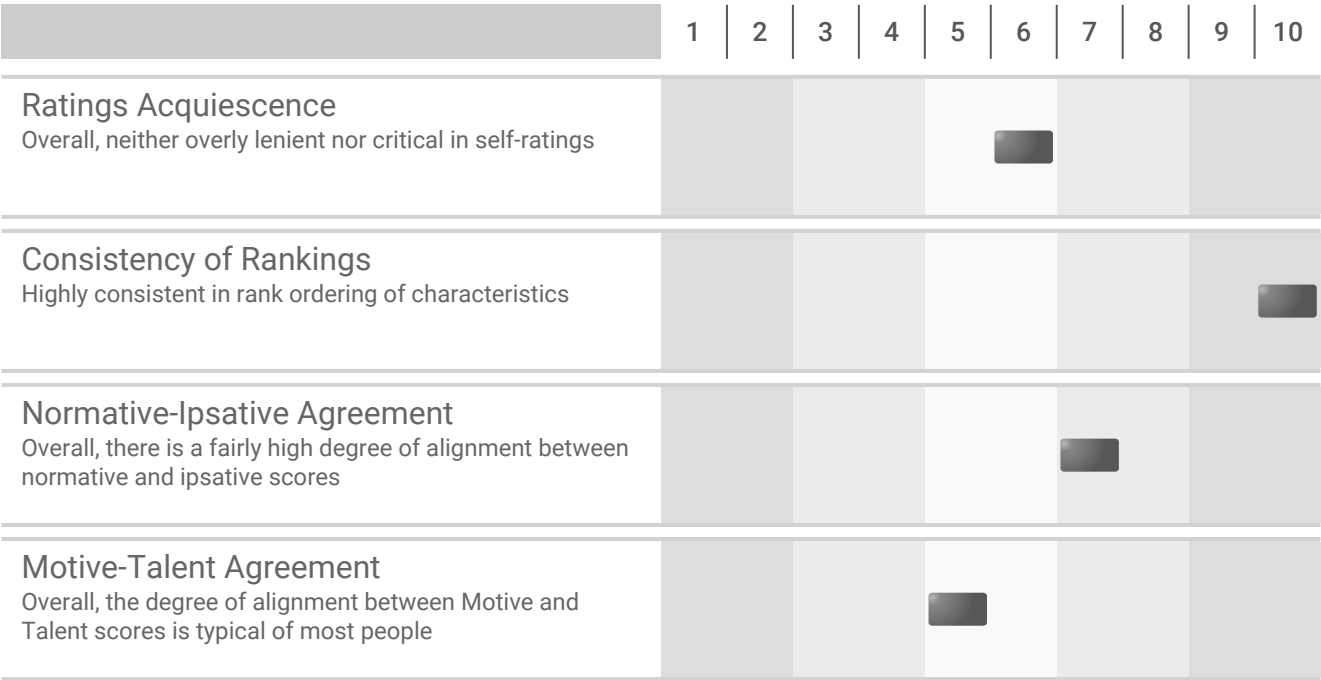 1 2 3 4 5 6 7 8 9 10
Ratings Acquiescence
Overall, neither overly lenient nor critical in self-ratings
Consistency of Rankings
Highly consistent in rank ordering of characteristics
Normative-Ipsative Agreement
Overall, there is a fairly high degree of alignment between
normative and ipsative scores
Motive-Talent Agreement
Overall, the degree of alignment between Motive and
Talent scores is typical of most people